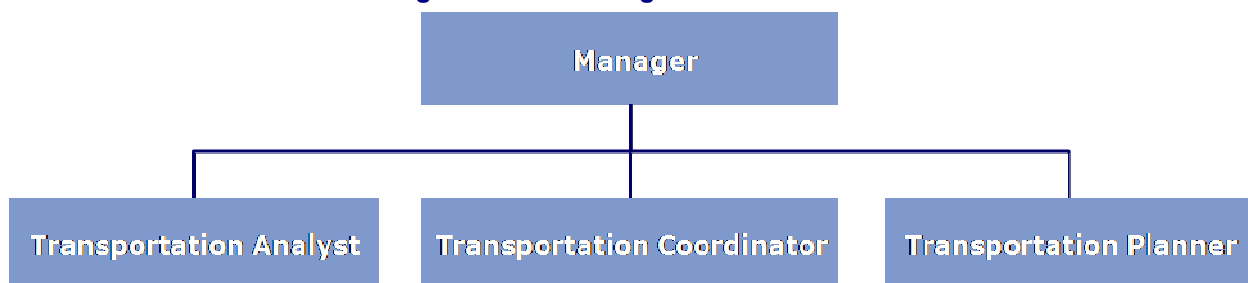 Manager
Transportation Analyst
Transportation Coordinator
Transportation Planner